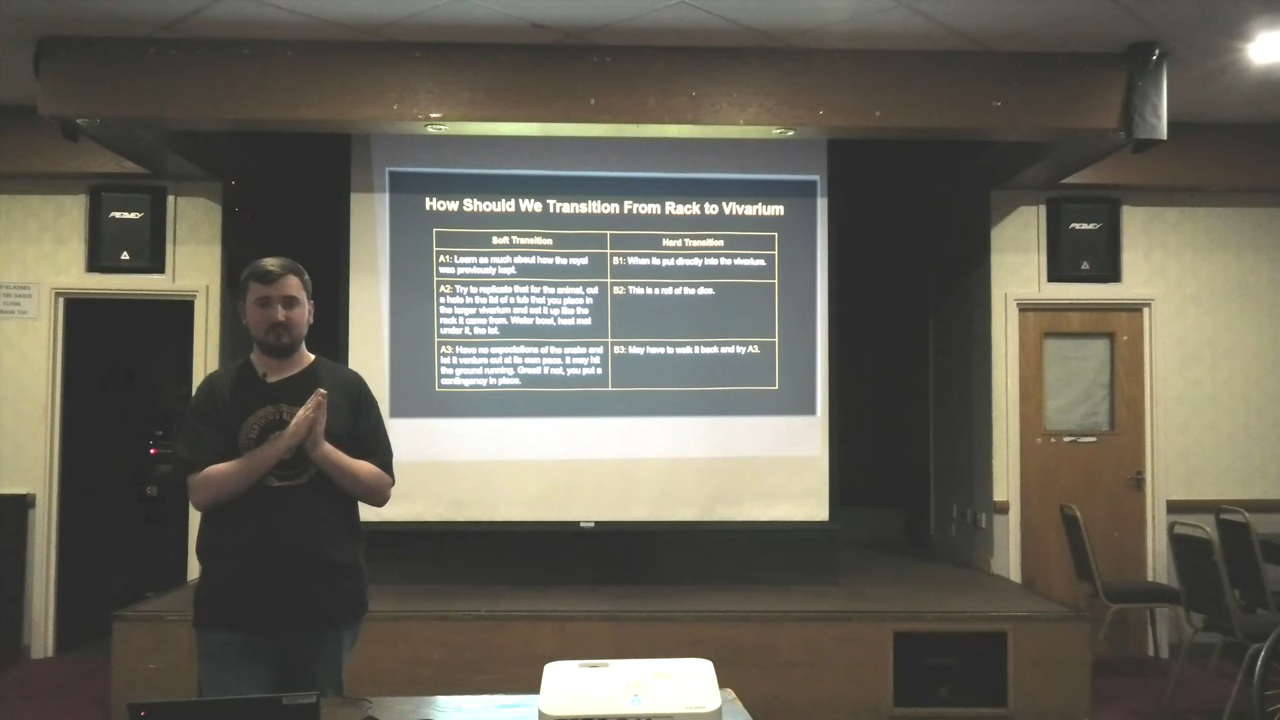 How Should We Transition From Rack to Vivarium
Soft Transition
Hard Transition
A1: Learn as much about how the royal
was previously kept.
B1: When its put directly into the vivarium.
A2: Try to replicate that for the animal, cut
a hole in the lid of a tub that you place in
the larger vivarium and set it up like the
rack it came from. Water bowl, heat mat
under it, the lot.
B2: This is a roll of the dice.
A3: Have no expectations of the snake and
let it venture out at its own pace. It may hit
the ground running. Great! If not, you put a
contingency in place.
B3: May have to walk it back and try A3.
PEAVEY
PEAVEY